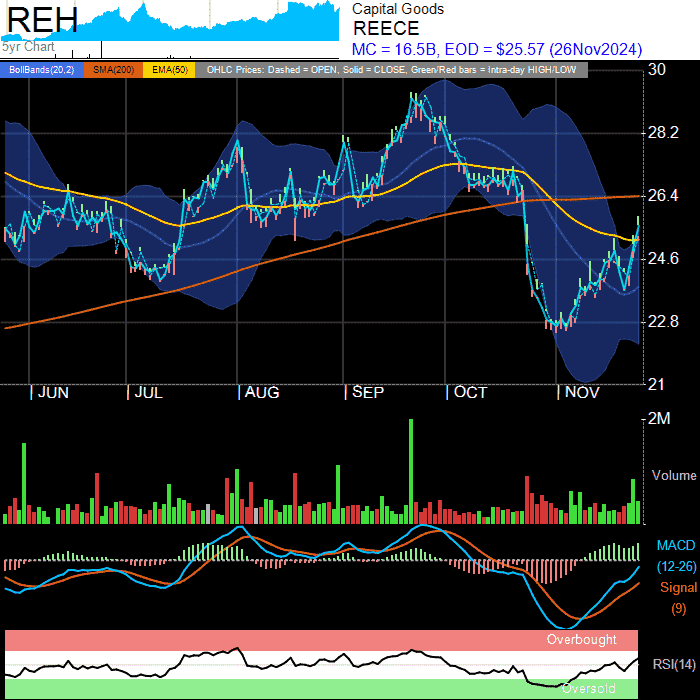 REH
5yr Chart
Capital Goods
REECE
MC = 16.5B, EOD = $25.57 (26Nov2024)
BollBands(20,2) SMA(200) EMA(50) OHLC Prices: Dashed = OPEN, Solid = CLOSE, Green/Red bars = Intra-day HIGH/LOW
30
28.2
26.4
24.6
22.8
21
JUN JUL AUG SEP OCT NOV
2M
Volume
MACD
(12-26)
Signal
(9)
Overbought
RSI(14)
Oversold